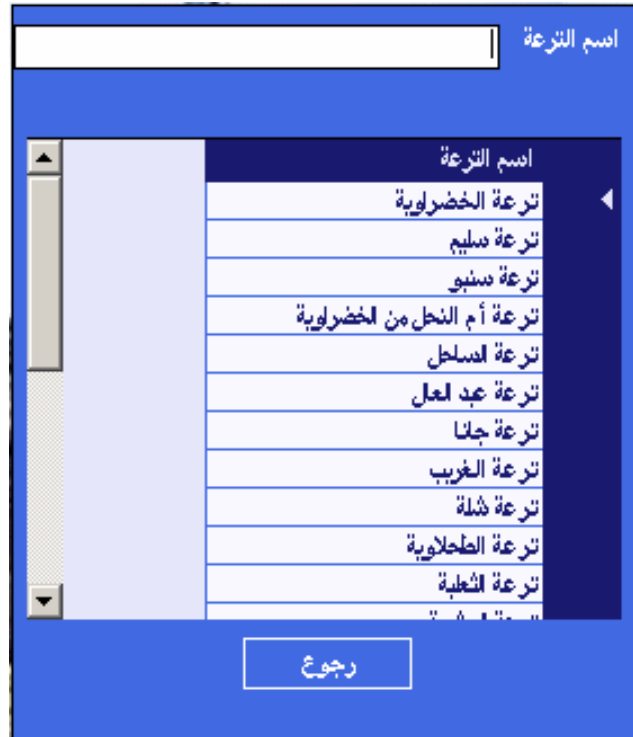 اسم الترعة
اسم الترعة
ترعة الخضراوية
ترعة سليم
ترعة سنبو
ترعة أم النحل من الخضراوية
ترعة الساحل
ترعة عبد العال
ترعة جانا
ترعة الغريب
ترعة شلة
ترعة الطحلاوية
ترعة الثعلبة
رجوع